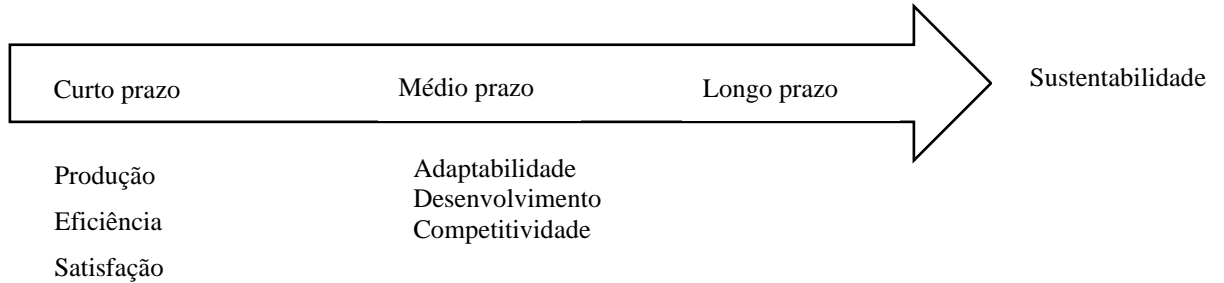 Curto prazo
Médio prazo
Longo prazo
Sustentabilidade
Produção
Eficiência
Satisfação
Adaptabilidade
Desenvolvimento
Competitividade